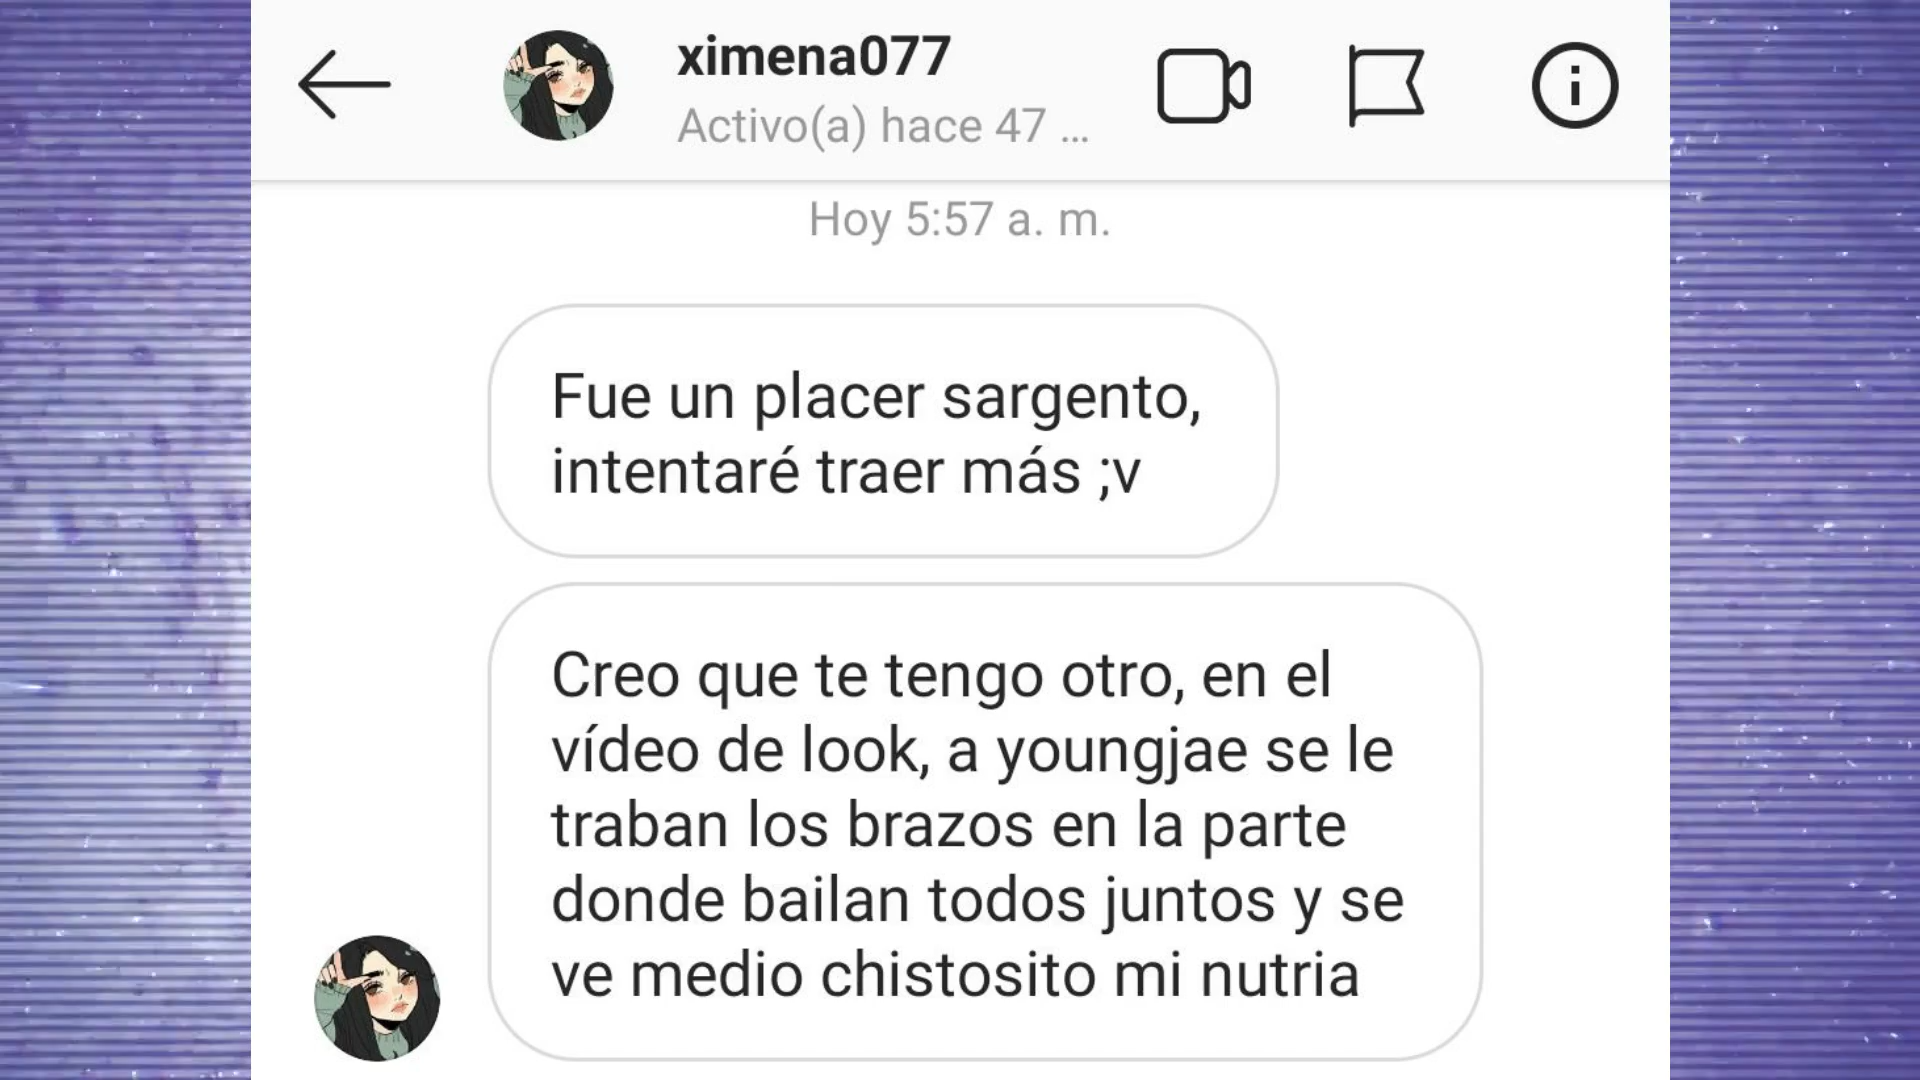 ximena077
Activo(a) hace 47 ...
Hoy 5:57 a. m.
Fue un placer sargento,
intentaré traer más ;v
Creo que te tengo otro, en el
vídeo de look, a youngjae se le
traban los brazos en la parte
donde bailan todos juntos y se
ve medio chistosito mi nutria